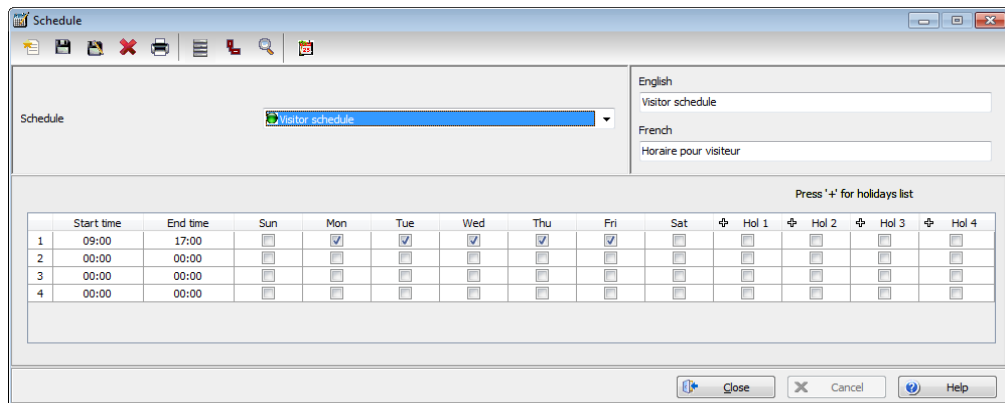 Schedule
English
Visitor schedule
Schedule Visitor schedule
French
Horaire pour visiteur
Press '+' for holidays list
Start time End time Sun Mon Tue Wed Thu Fri Sat Hol 1 Hol 2 Hol 3 Hol 4
1 09:00 17:00
2 00:00 00:00
3 00:00 00:00
4 00:00 00:00
Close Cancel Help